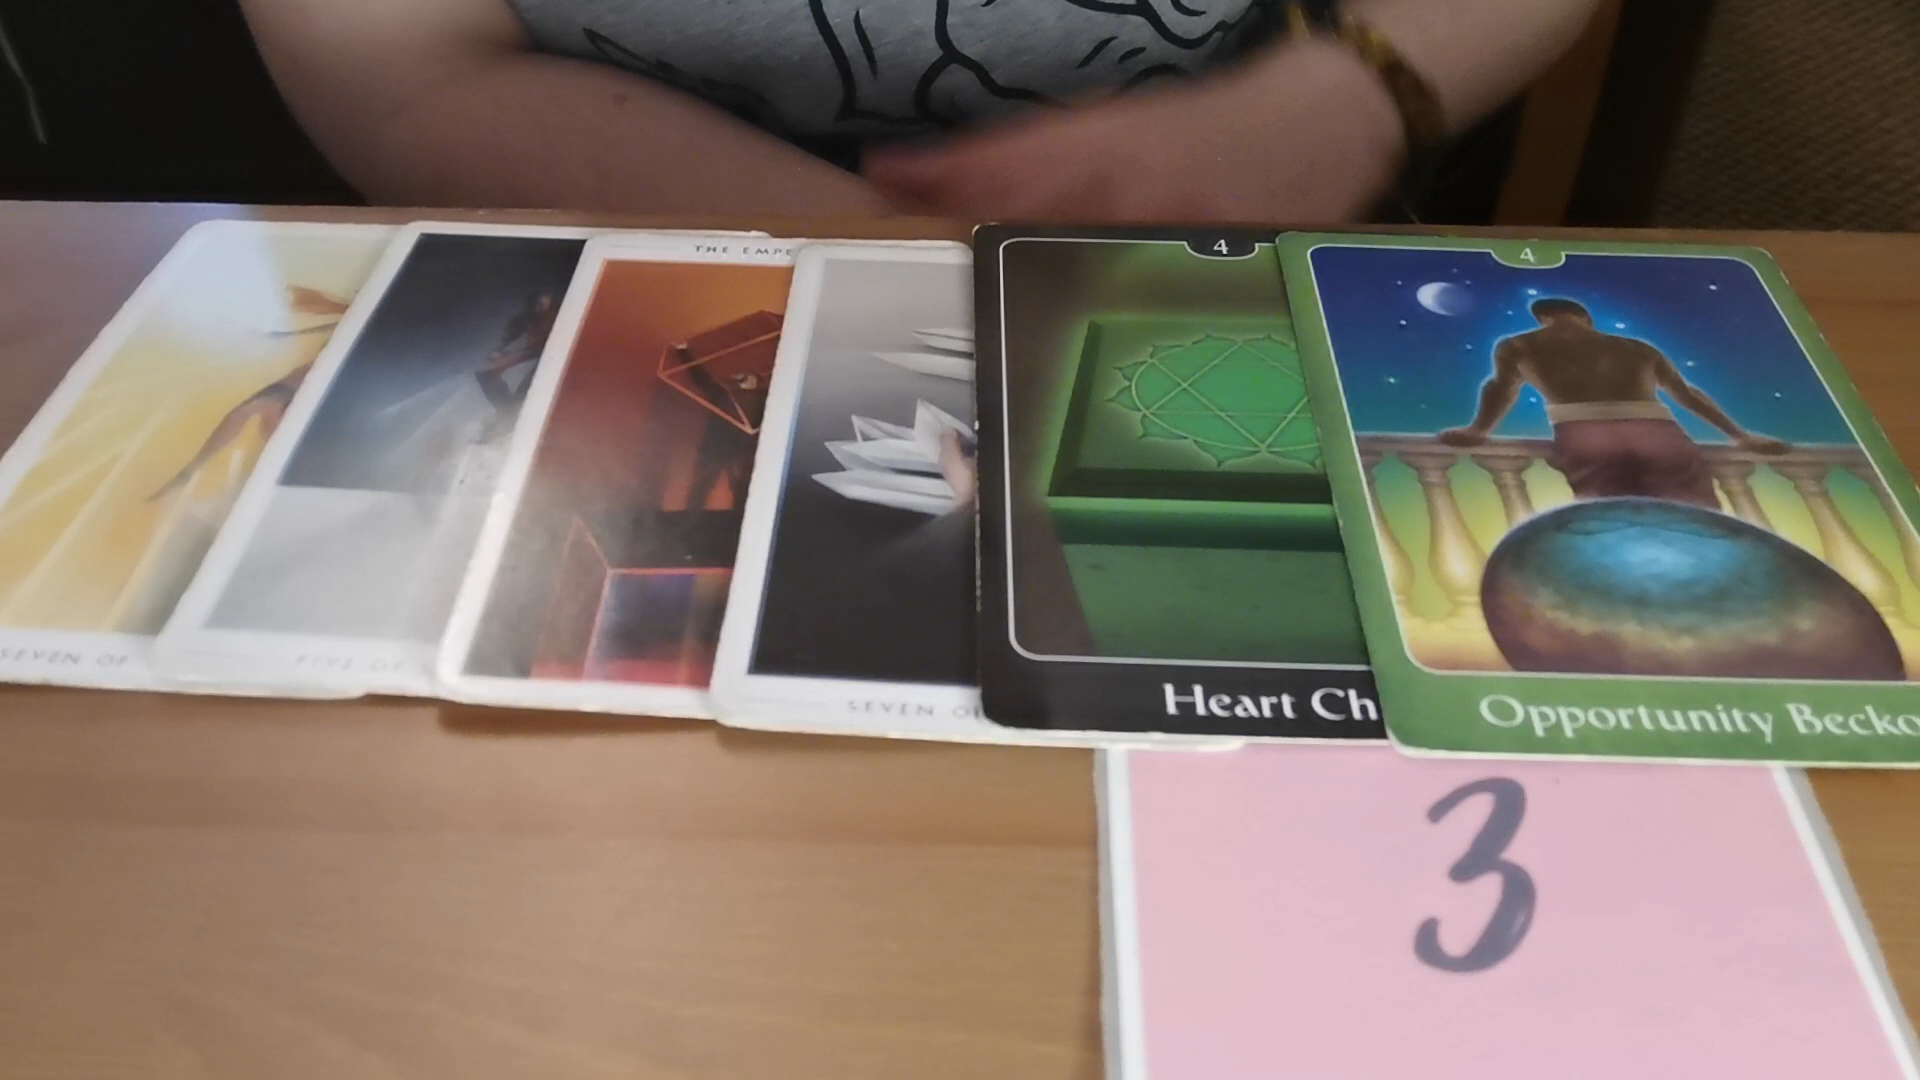 THE EMPE
4
4
SEVEN OF
FIVE OF
SEVEN OF
Heart Ch
Opportunity Becko
3